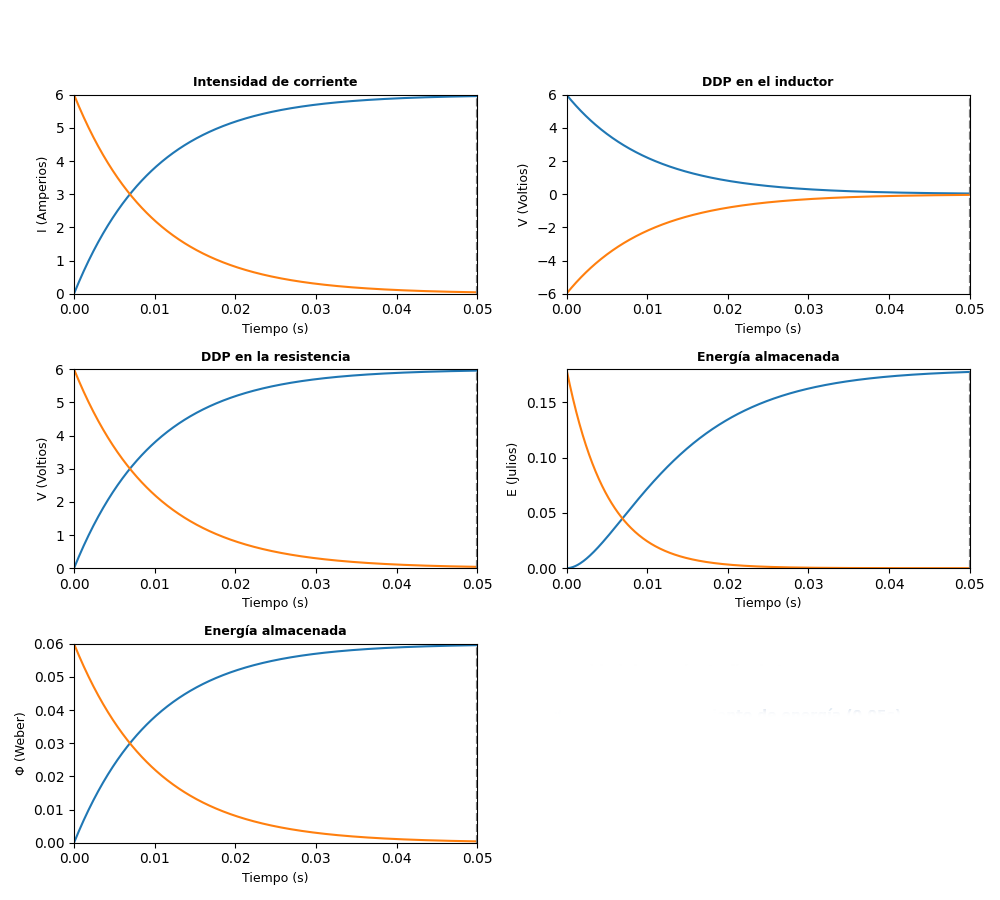 Intensidad de corriente
I (Amperios)
6
5
4
3
2
1
0
0.00 0.01 0.02 0.03 0.04 0.05
Tiempo (s)
DDP en el inductor
V (Voltios)
6
4
2
0
−2
−4
−6
0.00 0.01 0.02 0.03 0.04 0.05
Tiempo (s)
DDP en la resistencia
V (Voltios)
6
5
4
3
2
1
0
0.00 0.01 0.02 0.03 0.04 0.05
Tiempo (s)
Energía almacenada
E (Julios)
0.15
0.10
0.05
0.00
0.00 0.01 0.02 0.03 0.04 0.05
Tiempo (s)
Energía almacenada
Φ (Weber)
0.06
0.05
0.04
0.03
0.02
0.01
0.00
0.00 0.01 0.02 0.03 0.04 0.05
Tiempo (s)